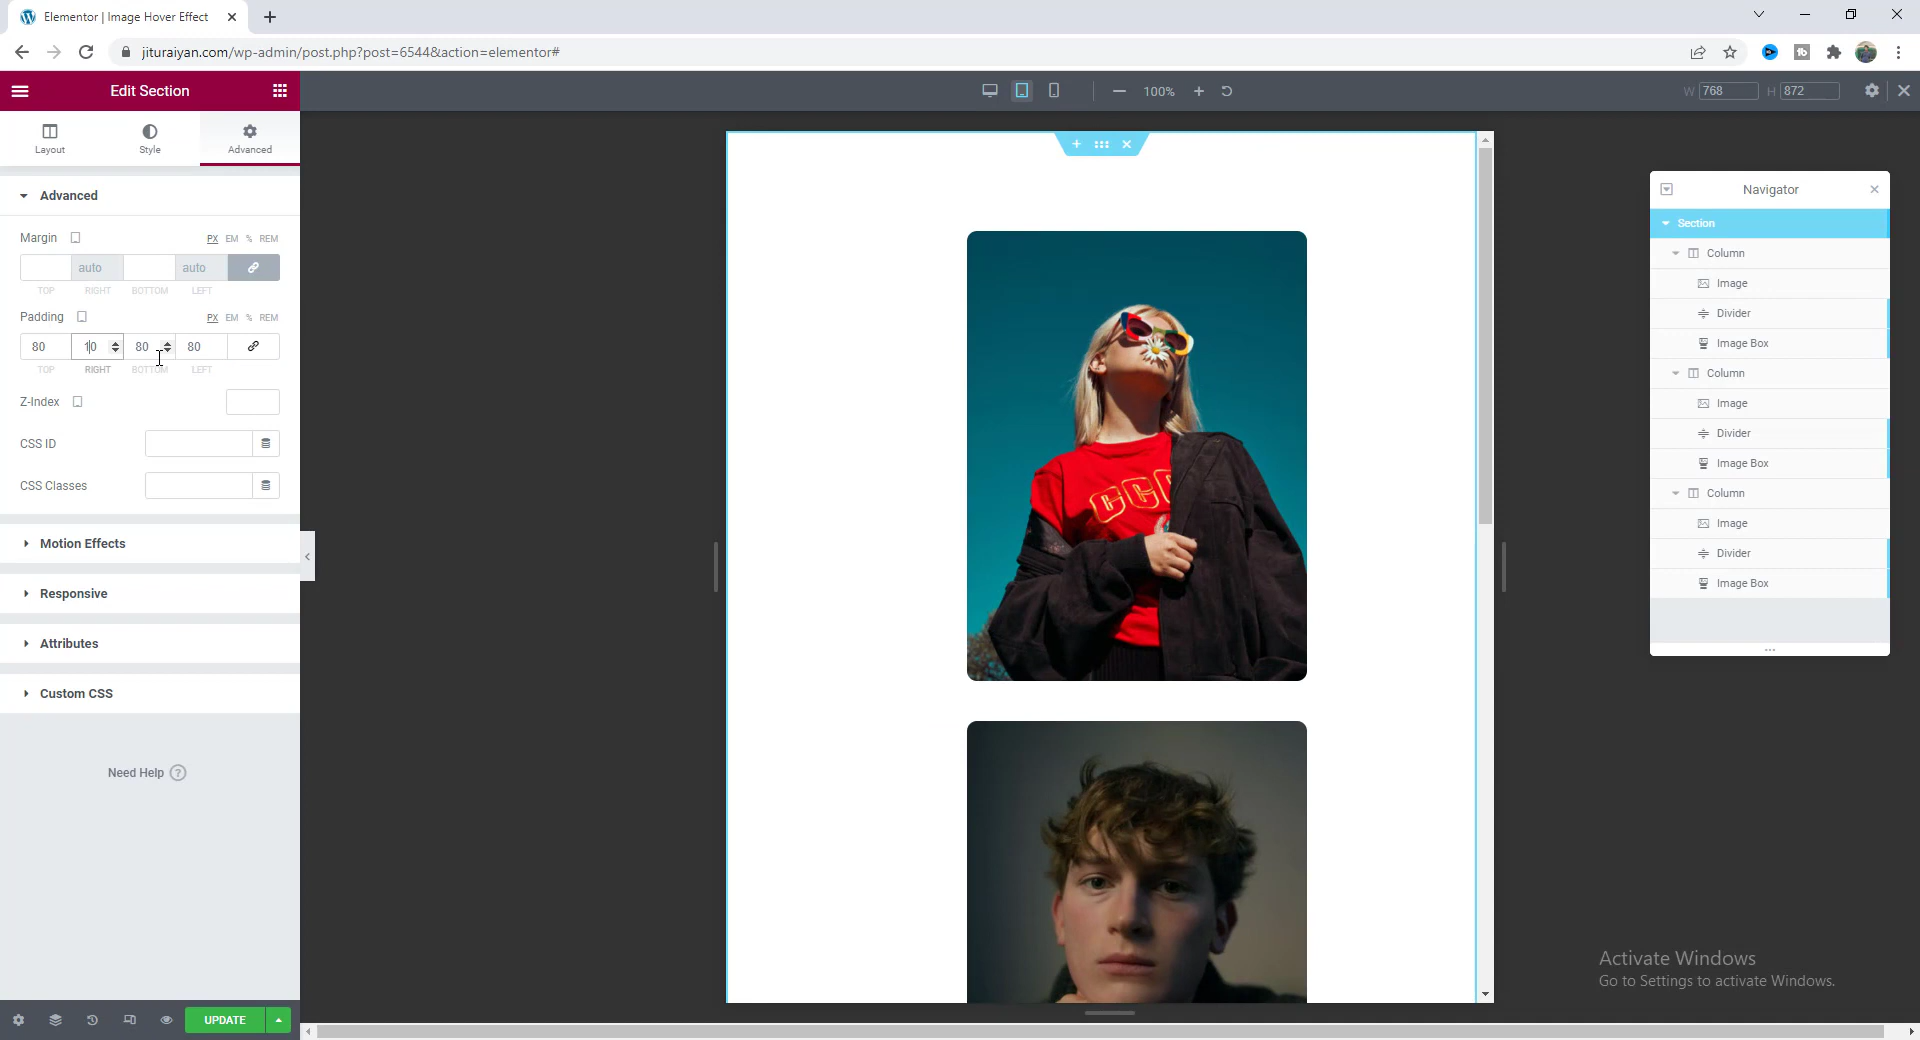 Elementor | Image Hover Effect
jituraiyan.com/wp-admin/post.php?post=6544&action=elementor#
Edit Section
100%
W 768 H 872
Layout
Style
Advanced
Advanced
Margin
PX EM % REM
auto
auto
TOP RIGHT BOTTOM LEFT
Padding
PX EM % REM
80 10 80 80
TOP RIGHT BOTTOM LEFT
Z-Index
CSS ID
CSS Classes
Motion Effects
Responsive
Attributes
Custom CSS
Need Help ?
UPDATE
Navigator
Section
Column
Image
Divider
Image Box
Column
Image
Divider
Image Box
Column
Image
Divider
Image Box
Activate Windows
Go to Settings to activate Windows.